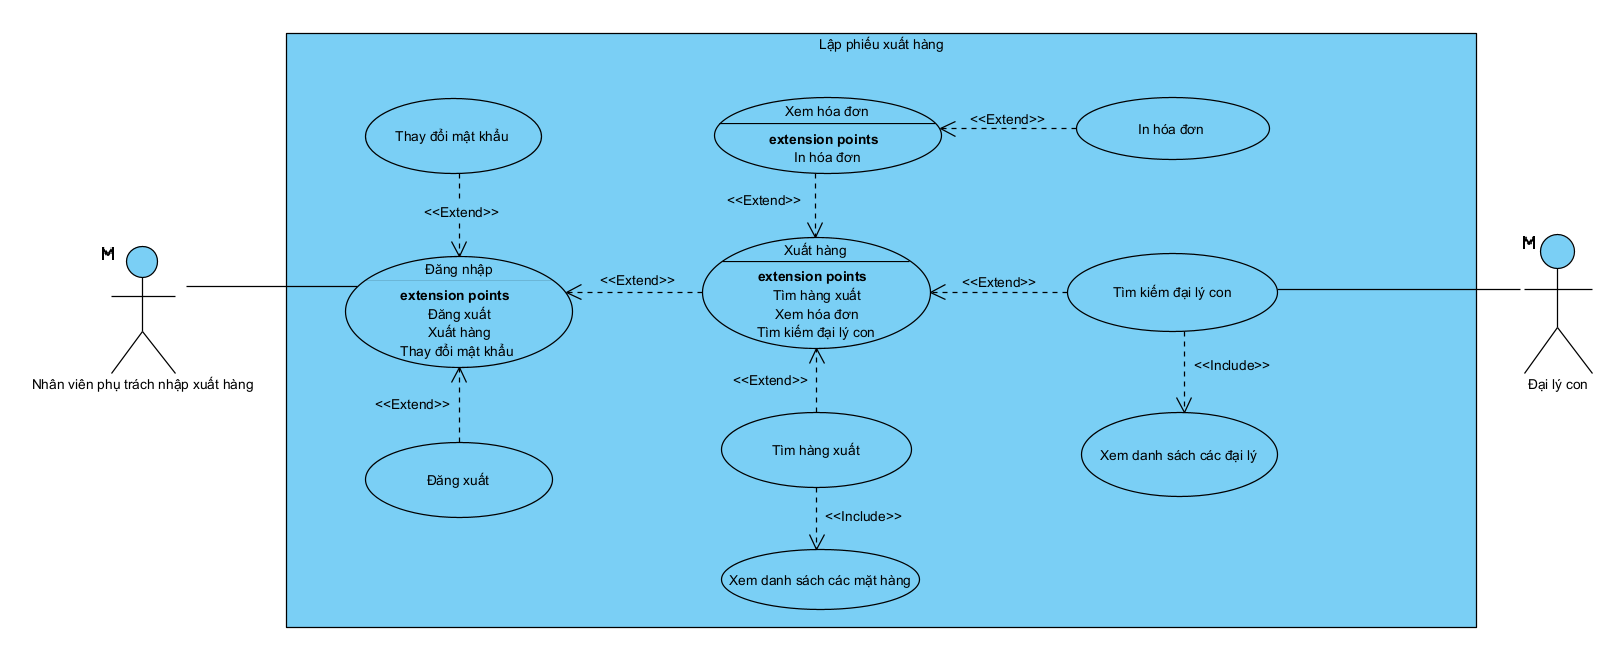 Lập phiếu xuất hàng
Thay đổi mật khẩu
<<Extend>>
Đăng nhập
extension points
Đăng xuất
Xuất hàng
Thay đổi mật khẩu
<<Extend>>
Đăng xuất
Nhân viên phụ trách nhập xuất hàng
<<Extend>>
Xem hóa đơn
extension points
In hóa đơn
<<Extend>>
In hóa đơn
<<Extend>>
Xuất hàng
extension points
Tìm hàng xuất
Xem hóa đơn
Tìm kiếm đại lý con
<<Extend>>
Tìm kiếm đại lý con
<<Extend>>
Tìm hàng xuất
<<Include>>
Xem danh sách các mặt hàng
<<Include>>
Xem danh sách các đại lý
Đại lý con